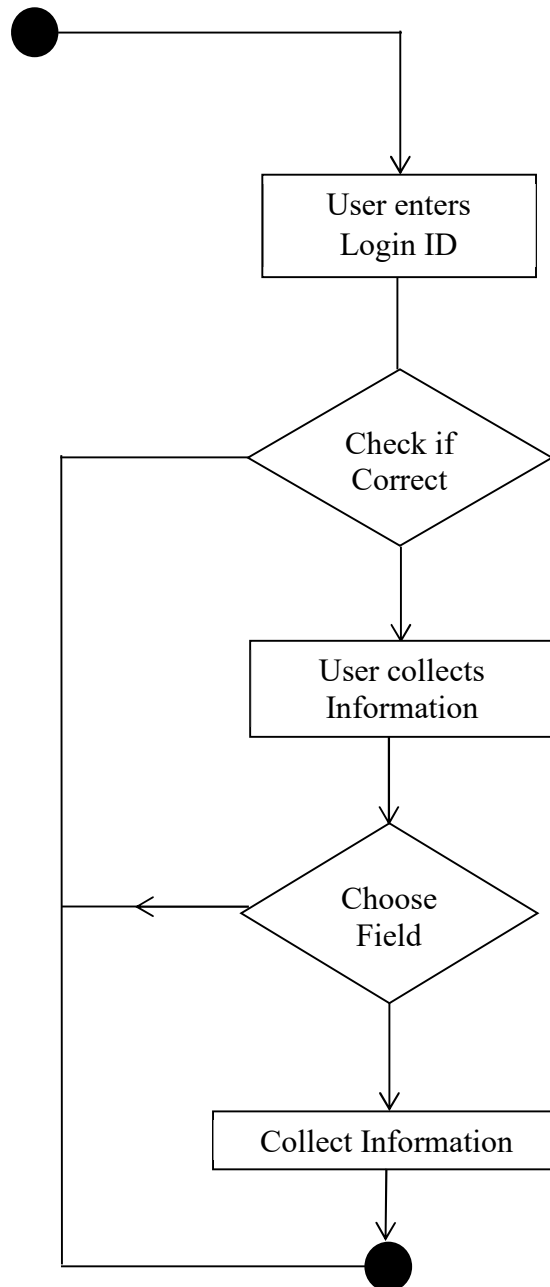 User enters
Login ID
Check if
Correct
User collects
Information
Choose
Field
Collect Information